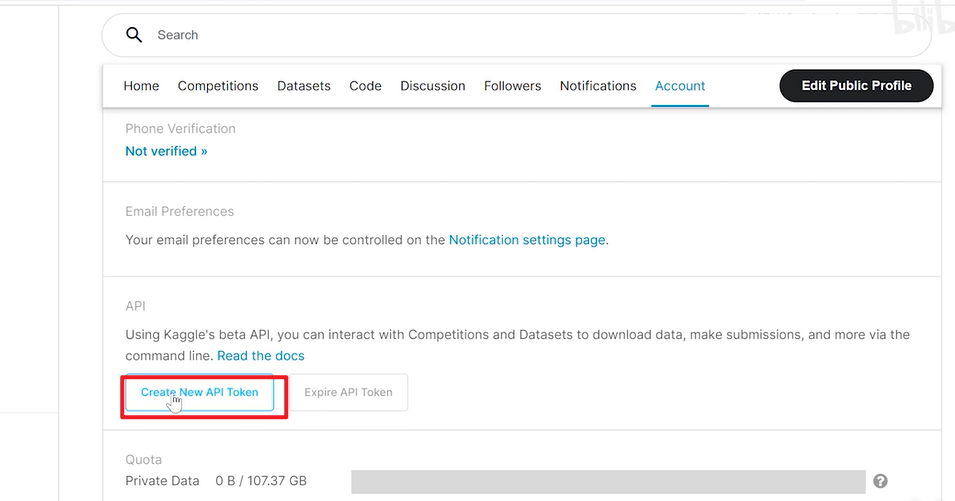 Search
Home Competitions Datasets Code Discussion Followers Notifications Account Edit Public Profile
Phone Verification
Not verified »
Email Preferences
Your email preferences can now be controlled on the Notification settings page.
API
Using Kaggle's beta API, you can interact with Competitions and Datasets to download data, make submissions, and more via the
command line. Read the docs
Create New API Token Expire API Token
Quota
Private Data 0 B / 107.37 GB
?